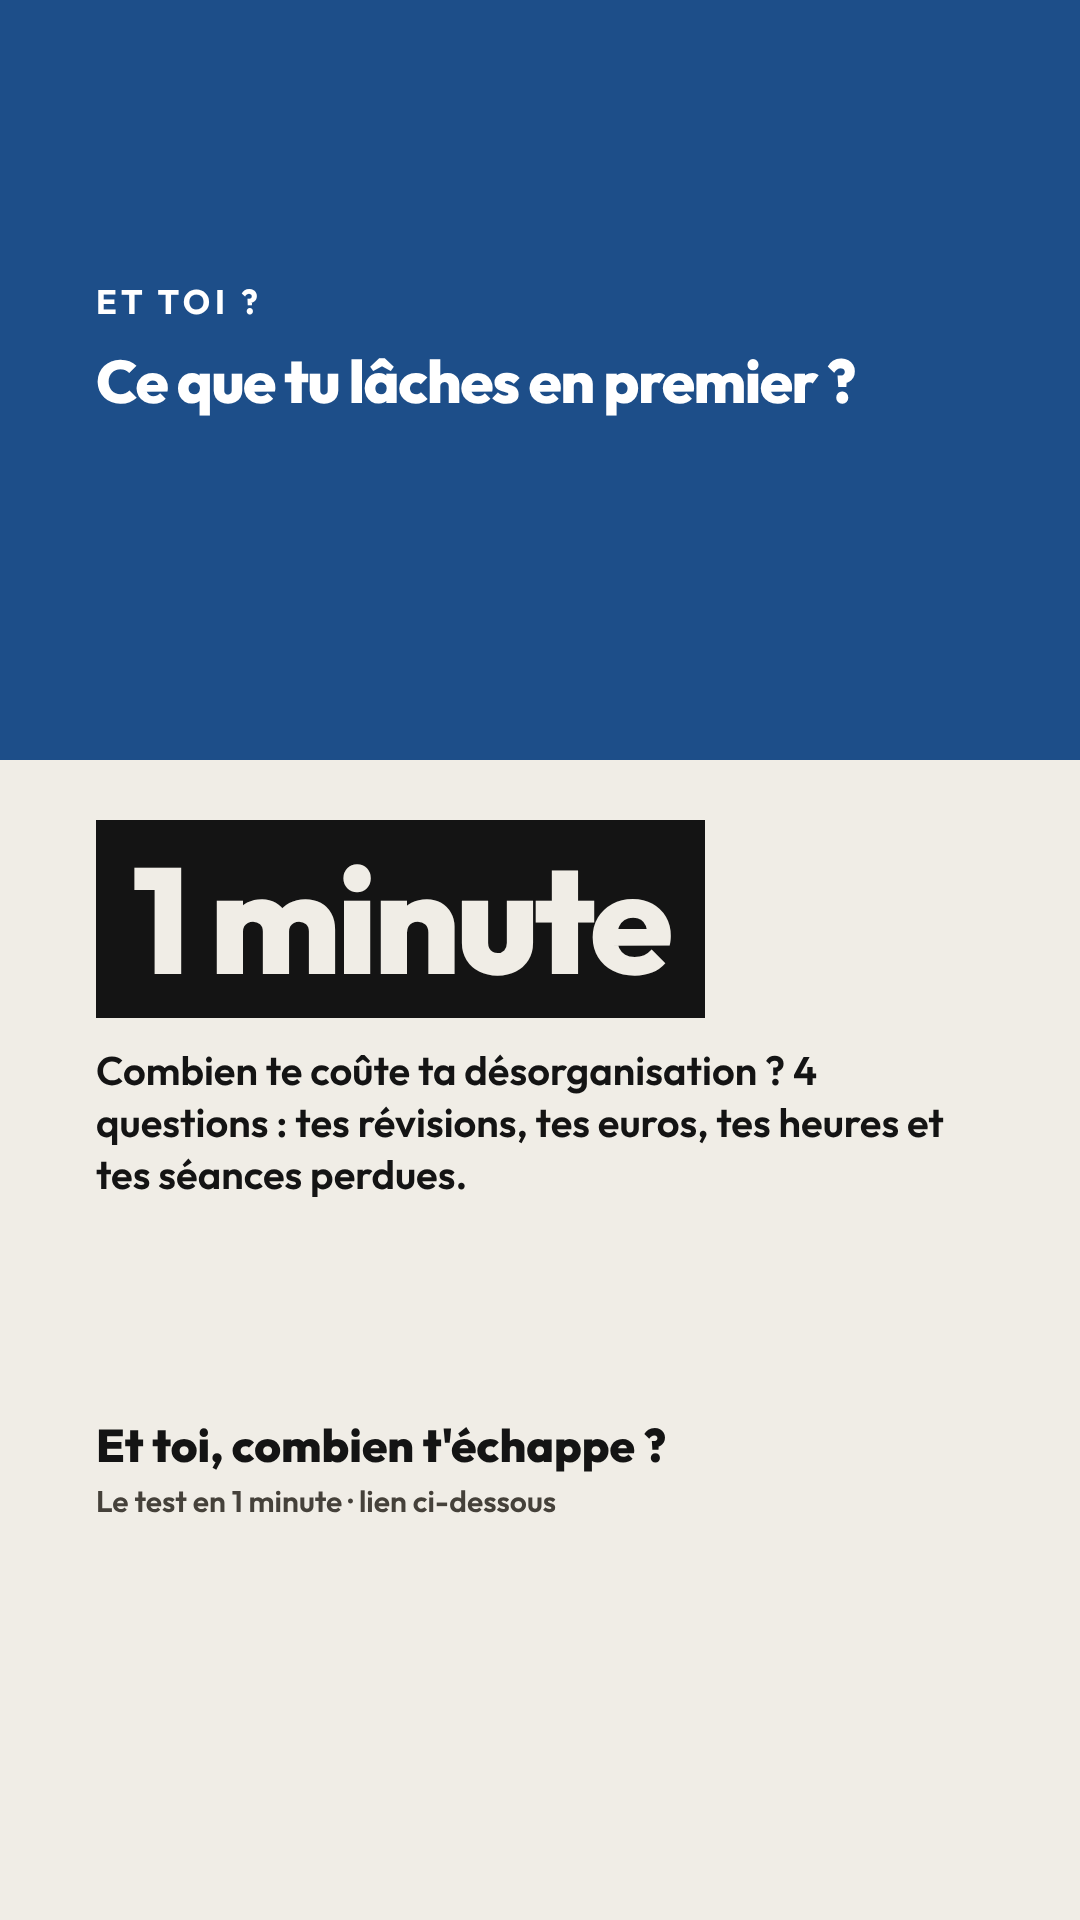 ET TOI ?
Ce que tu lâches en premier ?
1 minute
Combien te coûte ta désorganisation ? 4
questions : tes révisions, tes euros, tes heures et
tes séances perdues.
Et toi, combien t'échappe ?
Le test en 1 minute · lien ci-dessous